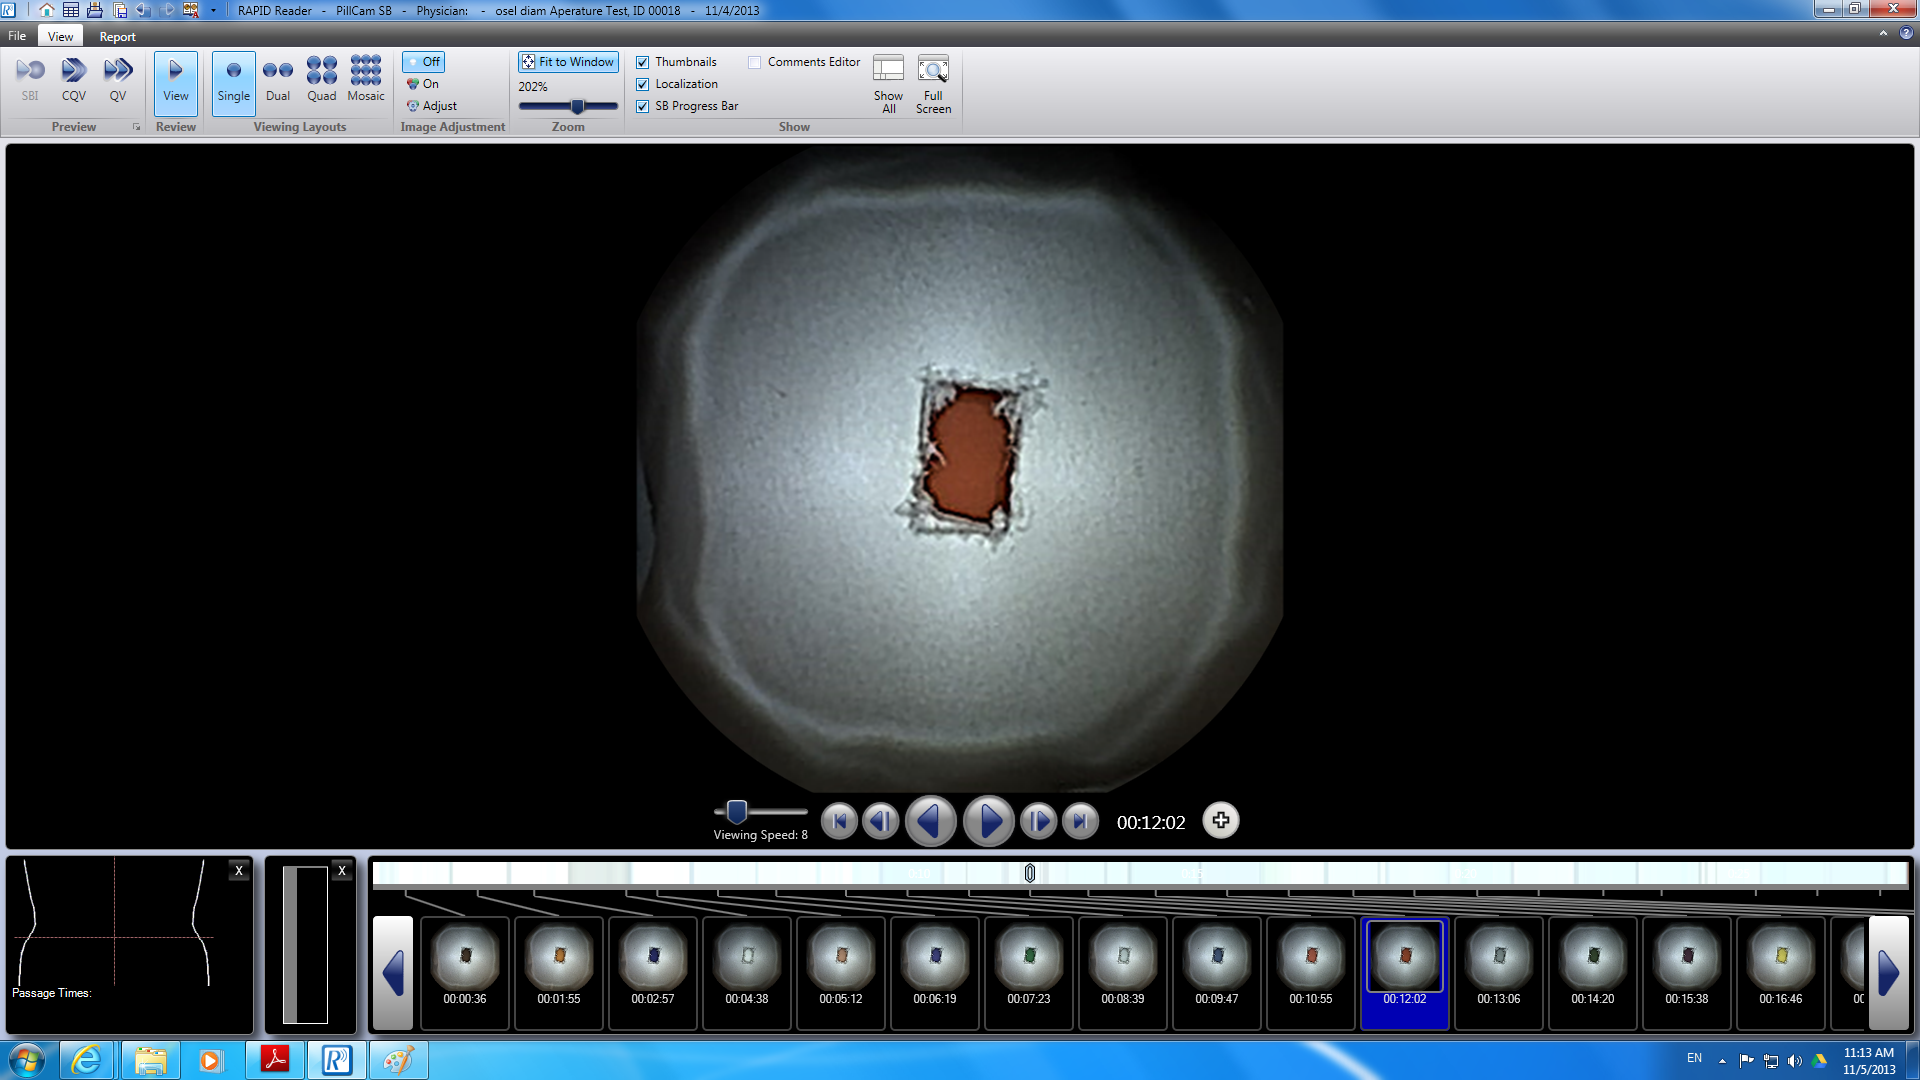 RAPID Reader - PillCam SB - Physician: - osel diam Aperature Test, ID 00018 - 11/4/2013
File View Report
SBI CQV QV
Preview
View
Review
Single Dual Quad Mosaic
Viewing Layouts
Off
On
Adjust
Image Adjustment
Fit to Window
202%
Zoom
Thumbnails
Localization
SB Progress Bar
Comments Editor
Show All
Full Screen
Show
Viewing Speed: 8
00:12:02
X
X
Passage Times:
00:00:36 00:01:55 00:02:57 00:04:38 00:05:12 00:06:19 00:07:23 00:08:39 00:09:47 00:10:55 00:12:02 00:13:06 00:14:20 00:15:38 00:16:46 00
EN
11:13 AM
11/5/2013